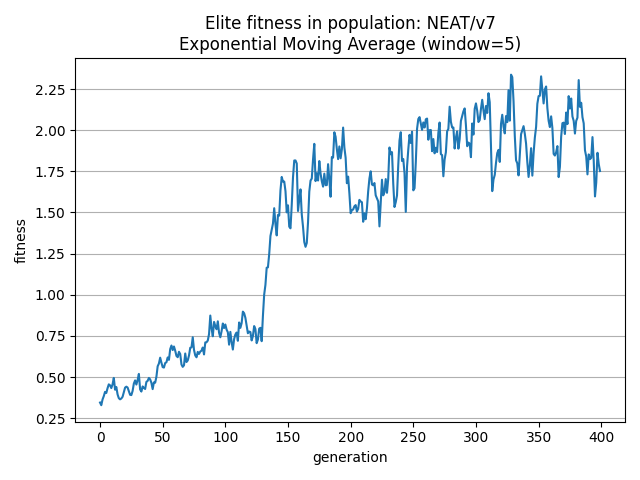 Elite fitness in population: NEAT/v7
Exponential Moving Average (window=5)
fitness
2.25
2.00
1.75
1.50
1.25
1.00
0.75
0.50
0.25
0 50 100 150 200 250 300 350 400
generation